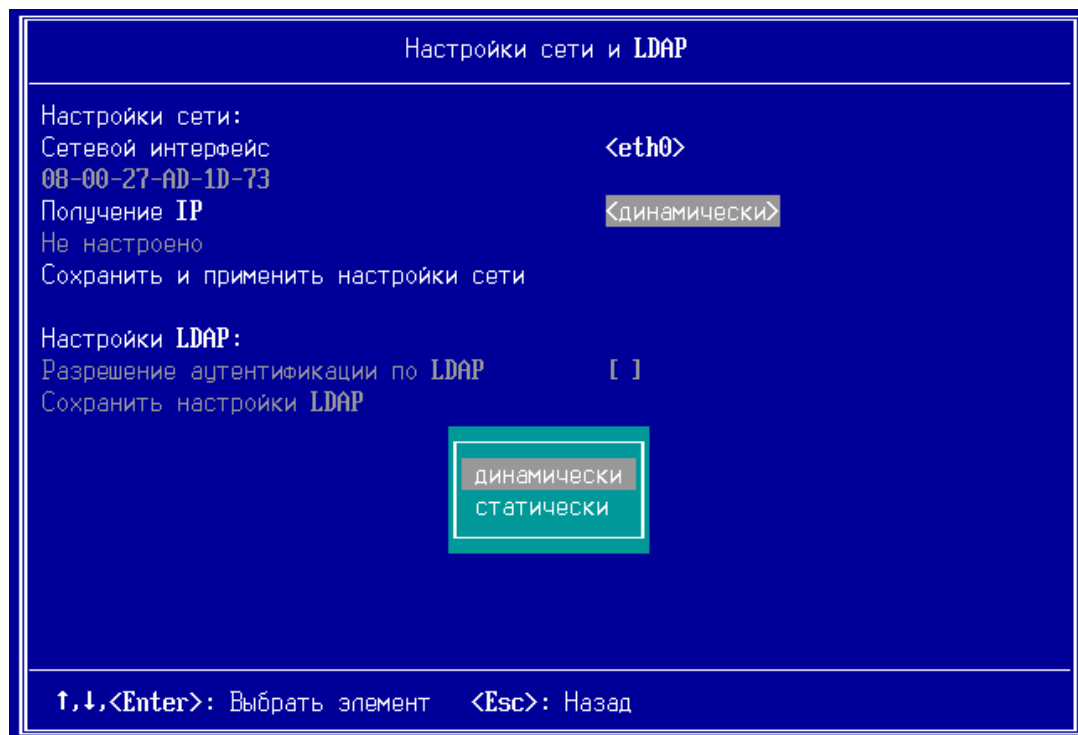 Настройки сети и LDAP
Настройки сети:
Сетевой интерфейс <eth0>
08-00-27-AD-1D-73
Получение IP <динамически>
Не настроено
Сохранить и применить настройки сети
Настройки LDAP:
Разрешение аутентификации по LDAP [ ]
Сохранить настройки LDAP
динамически
статически
↑,↓,<Enter>: Выбрать элемент <Esc>: Назад